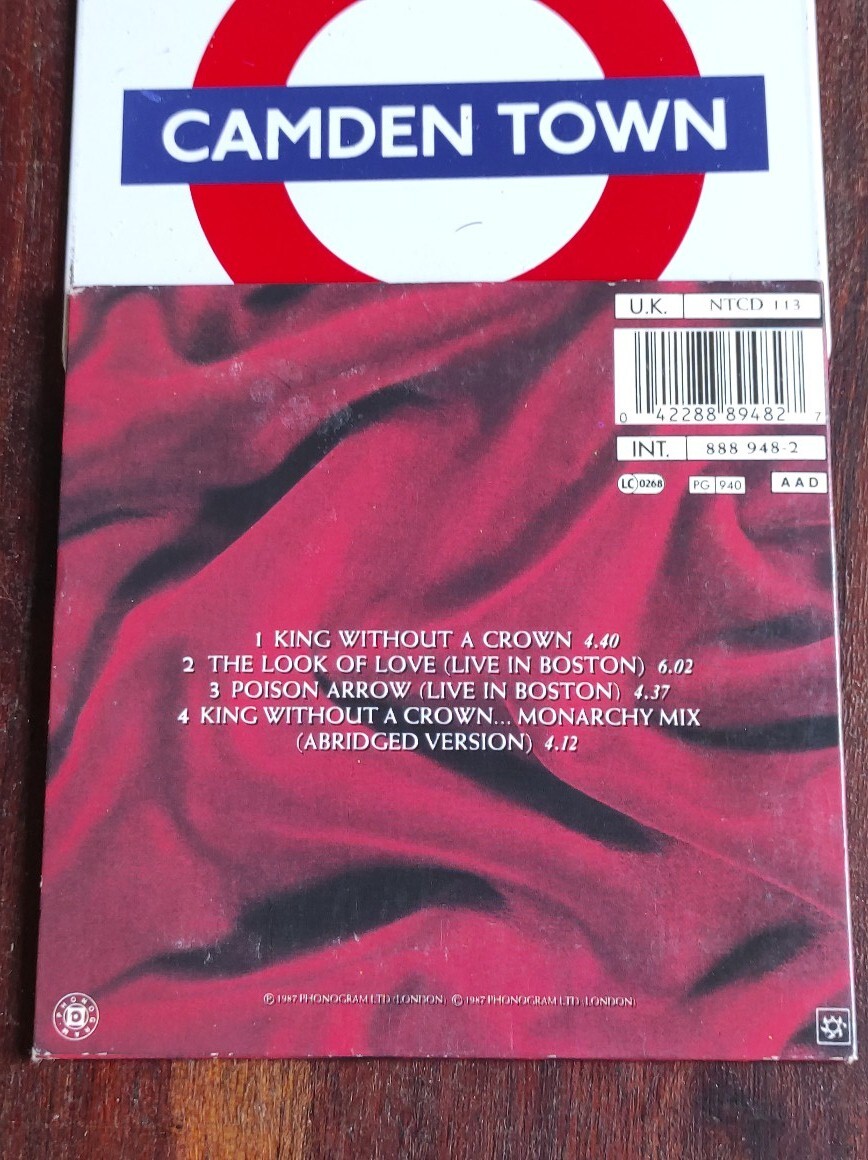 CAMDEN TOWN
U.K. NTCD 113
0 42288 89482 7
INT. 888 948-2
LC 0268 PG 940 AAD
1 KING WITHOUT A CROWN 4.40
2 THE LOOK OF LOVE (LIVE IN BOSTON) 6.02
3 POISON ARROW (LIVE IN BOSTON) 4.37
4 KING WITHOUT A CROWN... MONARCHY MIX
(ABRIDGED VERSION) 4.12
℗ 1987 PHONOGRAM LTD (LONDON) © 1987 PHONOGRAM LTD (LONDON)